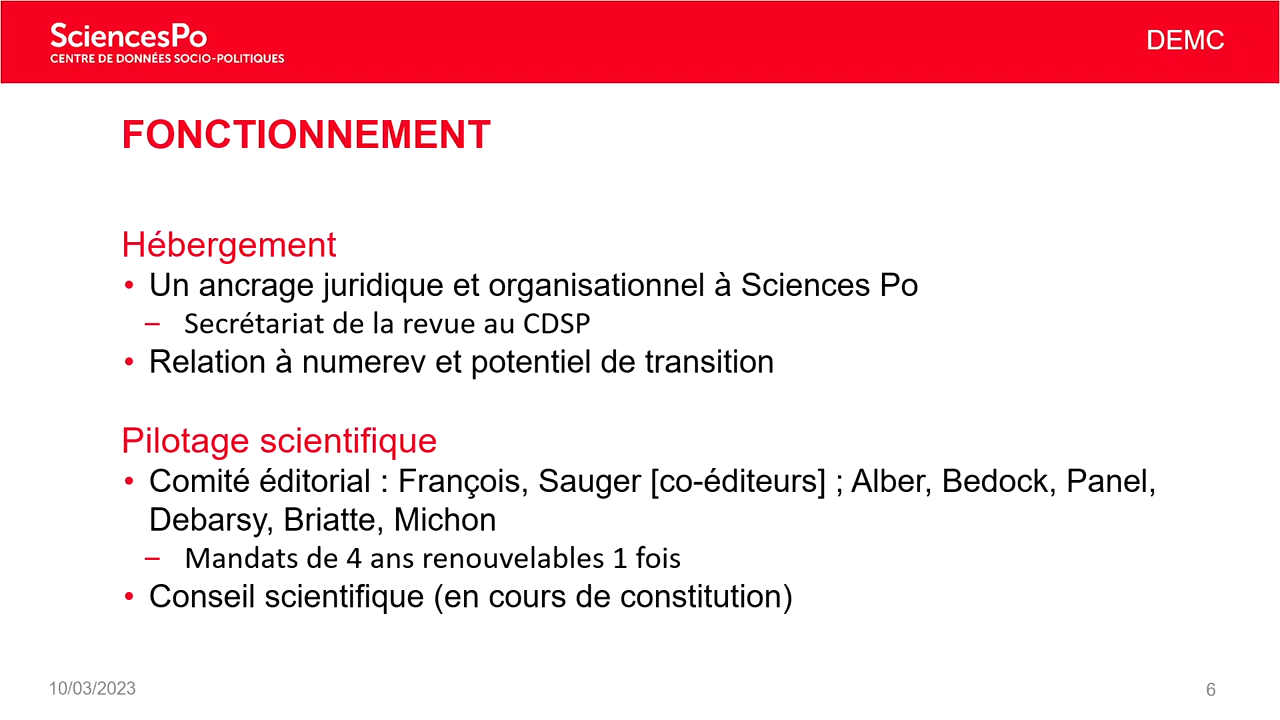 SciencesPo
CENTRE DE DONNÉES SOCIO-POLITIQUES
DEMC
FONCTIONNEMENT
Hébergement
• Un ancrage juridique et organisationnel à Sciences Po
– Secrétariat de la revue au CDSP
• Relation à numerev et potentiel de transition
Pilotage scientifique
• Comité éditorial : François, Sauger [co-éditeurs] ; Alber, Bedock, Panel,
Debarsy, Briatte, Michon
– Mandats de 4 ans renouvelables 1 fois
• Conseil scientifique (en cours de constitution)
10/03/2023
6